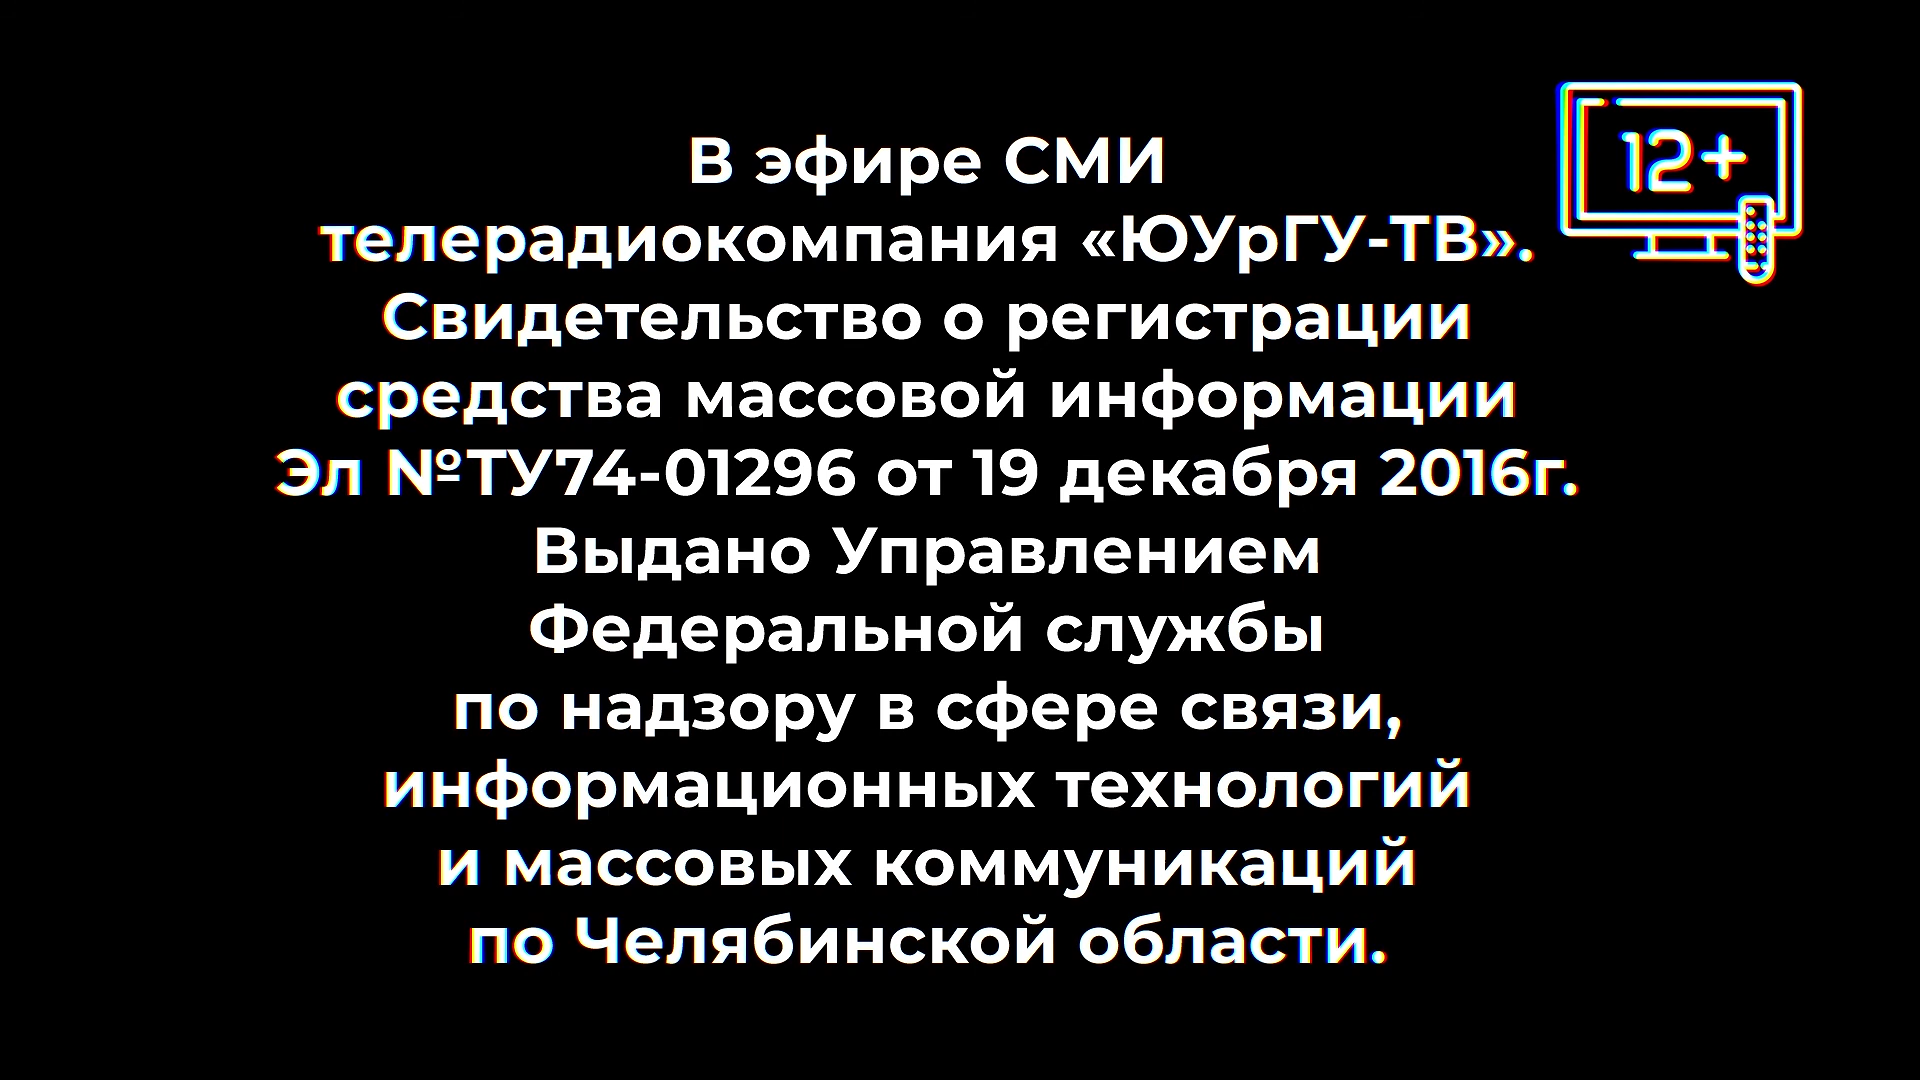 В эфире СМИ
телерадиокомпания «ЮУрГУ-ТВ».
Свидетельство о регистрации
средства массовой информации
Эл №ТУ74-01296 от 19 декабря 2016г.
Выдано Управлением
Федеральной службы
по надзору в сфере связи,
информационных технологий
и массовых коммуникаций
по Челябинской области.
12+